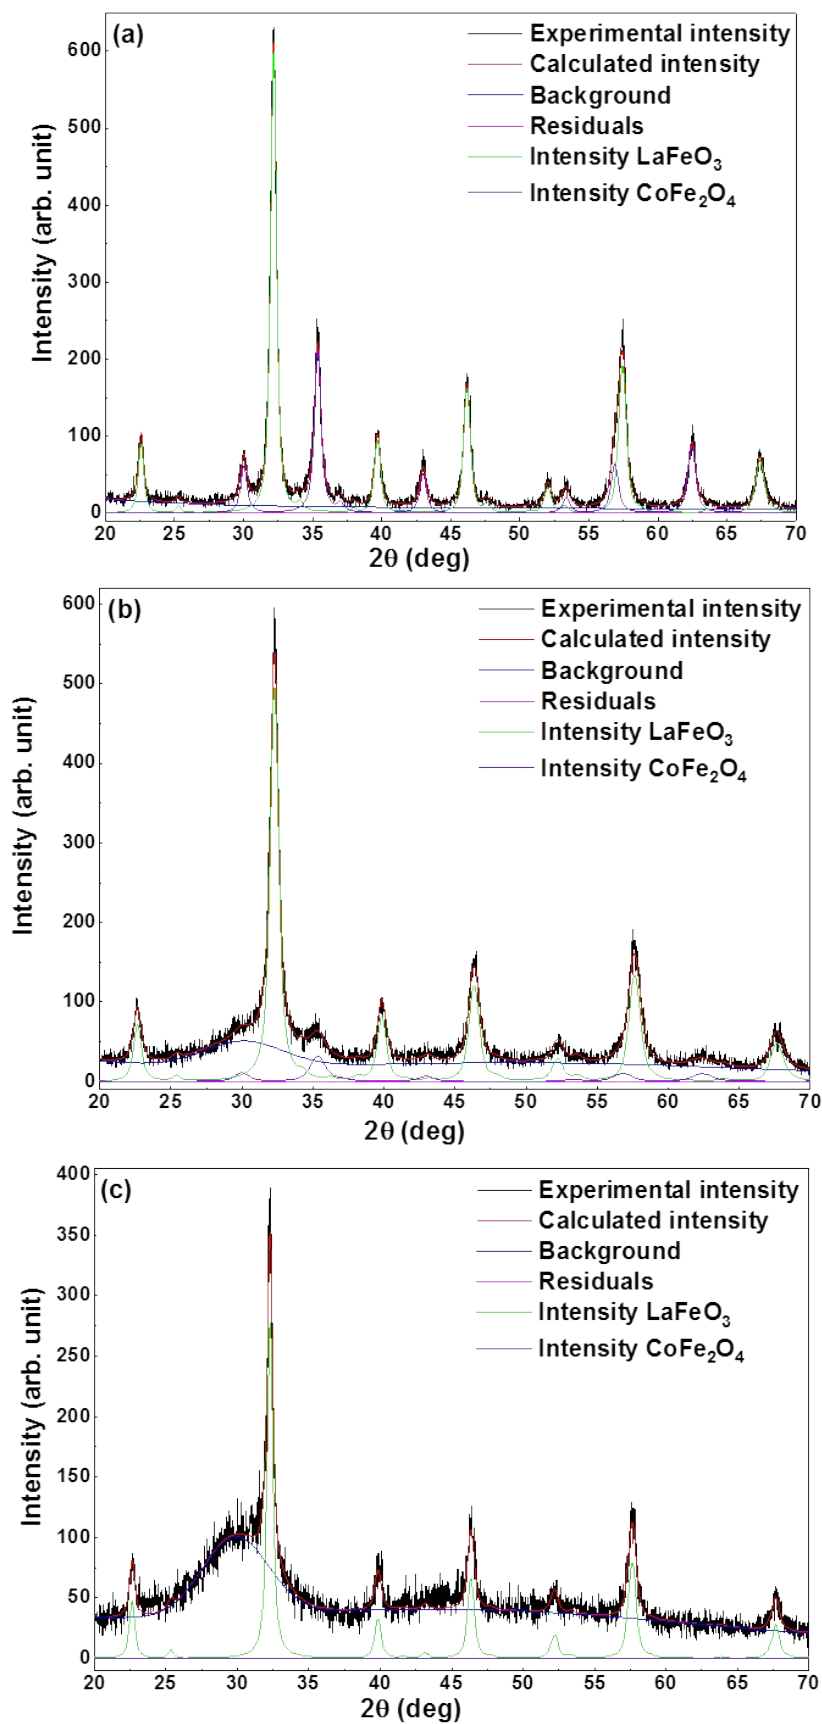 (a)
Experimental intensity
Calculated intensity
Background
Residuals
Intensity LaFeO3
Intensity CoFe2O4
Intensity (arb. unit)
600
500
400
300
200
100
0
20 25 30 35 40 45 50 55 60 65 70
2θ (deg)
(b)
Experimental intensity
Calculated intensity
Background
Residuals
Intensity LaFeO3
Intensity CoFe2O4
Intensity (arb. unit)
600
500
400
300
200
100
0
20 25 30 35 40 45 50 55 60 65 70
2θ (deg)
(c)
Experimental intensity
Calculated intensity
Background
Residuals
Intensity LaFeO3
Intensity CoFe2O4
Intensity (arb. unit)
400
350
300
250
200
150
100
50
0
20 25 30 35 40 45 50 55 60 65 70
2θ (deg)